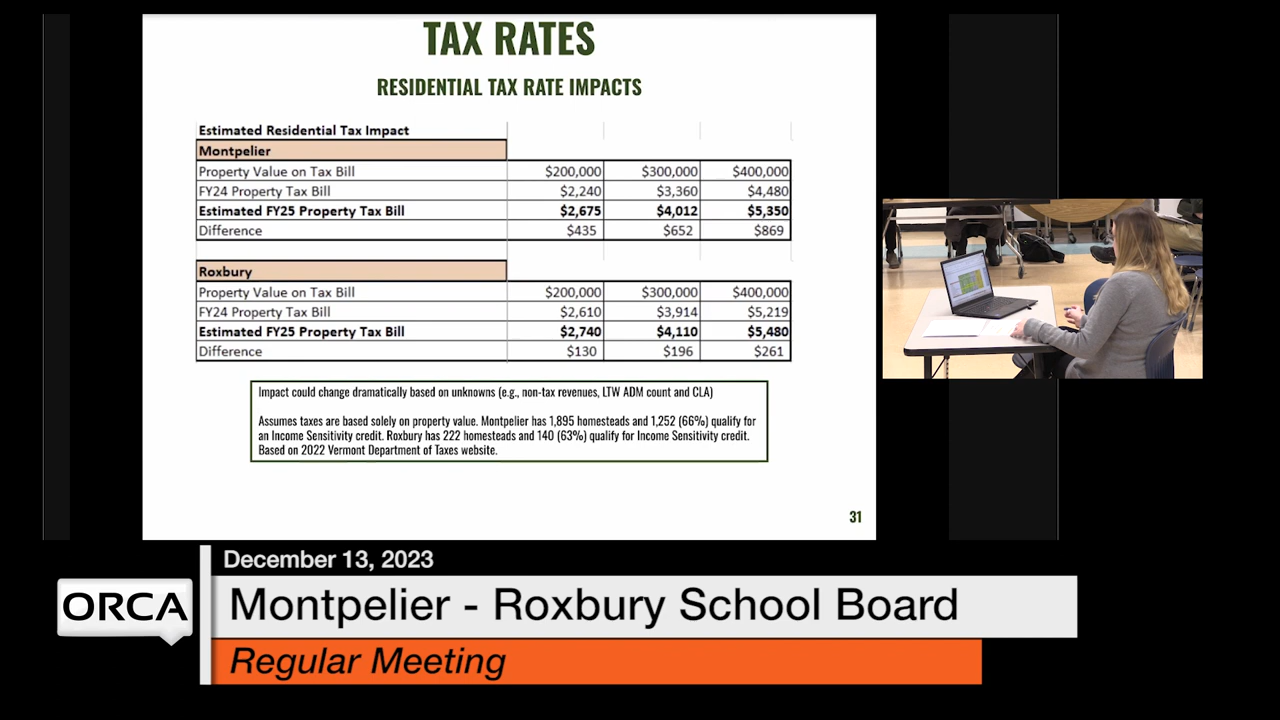 TAX RATES
RESIDENTIAL TAX RATE IMPACTS
Estimated Residential Tax Impact
Montpelier
Property Value on Tax Bill $200,000 $300,000 $400,000
FY24 Property Tax Bill $2,240 $3,360 $4,480
Estimated FY25 Property Tax Bill $2,675 $4,012 $5,350
Difference $435 $652 $869
Roxbury
Property Value on Tax Bill $200,000 $300,000 $400,000
FY24 Property Tax Bill $2,610 $3,914 $5,219
Estimated FY25 Property Tax Bill $2,740 $4,110 $5,480
Difference $130 $196 $261
Impact could change dramatically based on unknowns (e.g., non-tax revenues, LTW ADM count and CLA)
Assumes taxes are based solely on property value. Montpelier has 1,895 homesteads and 1,252 (66%) qualify for
an Income Sensitivity credit. Roxbury has 222 homesteads and 140 (63%) qualify for Income Sensitivity credit.
Based on 2022 Vermont Department of Taxes website.
31
December 13, 2023
ORCA
Montpelier - Roxbury School Board
Regular Meeting